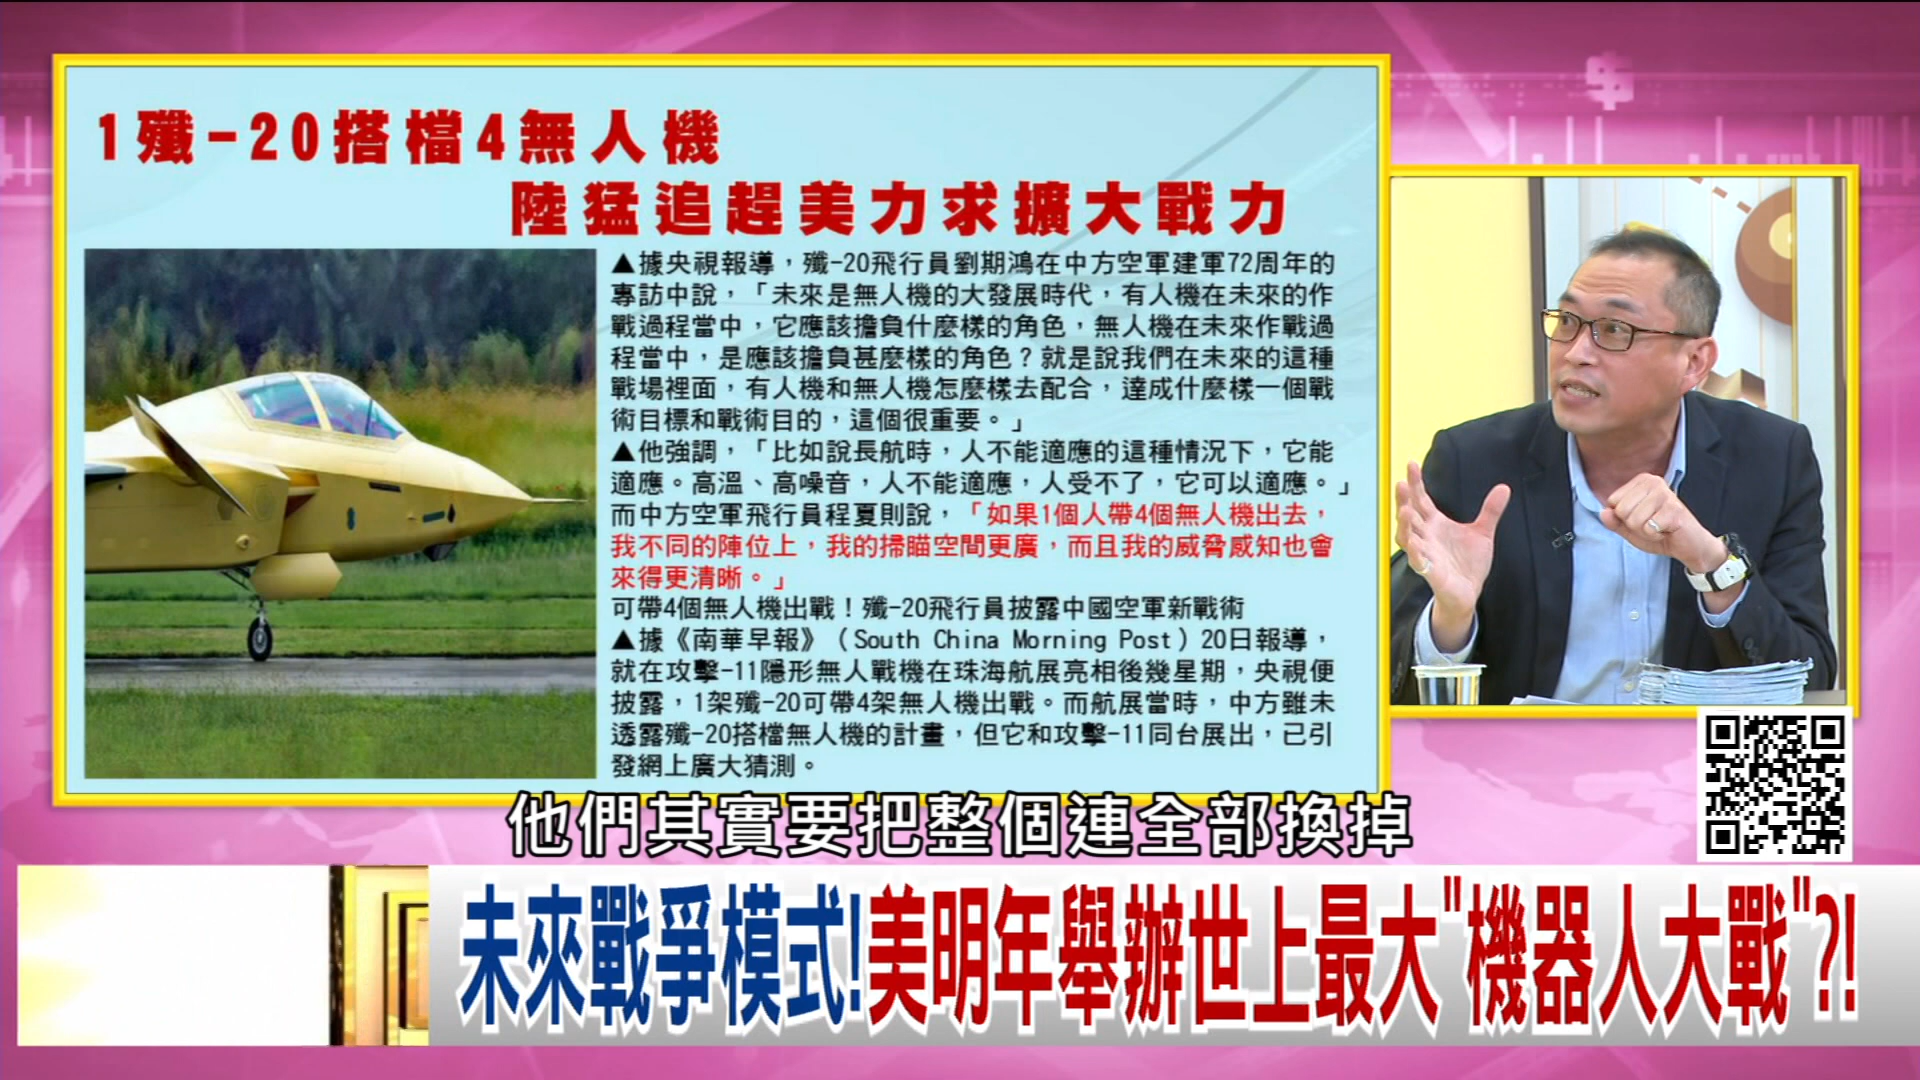 1殲-20搭檔4無人機
陸猛追趕美力求擴大戰力
▲據央視報導，殲-20飛行員劉期鴻在中方空軍建軍72周年的
專訪中說，「未來是無人機的大發展時代，有人機在未來的作
戰過程當中，它應該擔負什麼樣的角色，無人機在未來作戰過
程當中，是應該擔負甚麼樣的角色？就是說我們在未來的這種
戰場裡面，有人機和無人機怎麼樣去配合，達成什麼樣一個戰
術目標和戰術目的，這個很重要。」
▲他強調，「比如說長航時，人不能適應的這種情況下，它能
適應。高溫、高噪音，人不能適應，人受不了，它可以適應。」
而中方空軍飛行員程夏則說，「如果1個人帶4個無人機出去，
我不同的陣位上，我的掃瞄空間更廣，而且我的威脅感知也會
來得更清晰。」
可帶4個無人機出戰！殲-20飛行員披露中國空軍新戰術
▲據《南華早報》（South China Morning Post）20日報導，
就在攻擊-11隱形無人戰機在珠海航展亮相後幾星期，央視便
披露，1架殲-20可帶4架無人機出戰。而航展當時，中方雖未
透露殲-20搭檔無人機的計畫，但它和攻擊-11同台展出，已引
發網上廣大猜測。
他們其實要把整個連全部換掉
未來戰爭模式!美明年舉辦世上最大"機器人大戰"?!